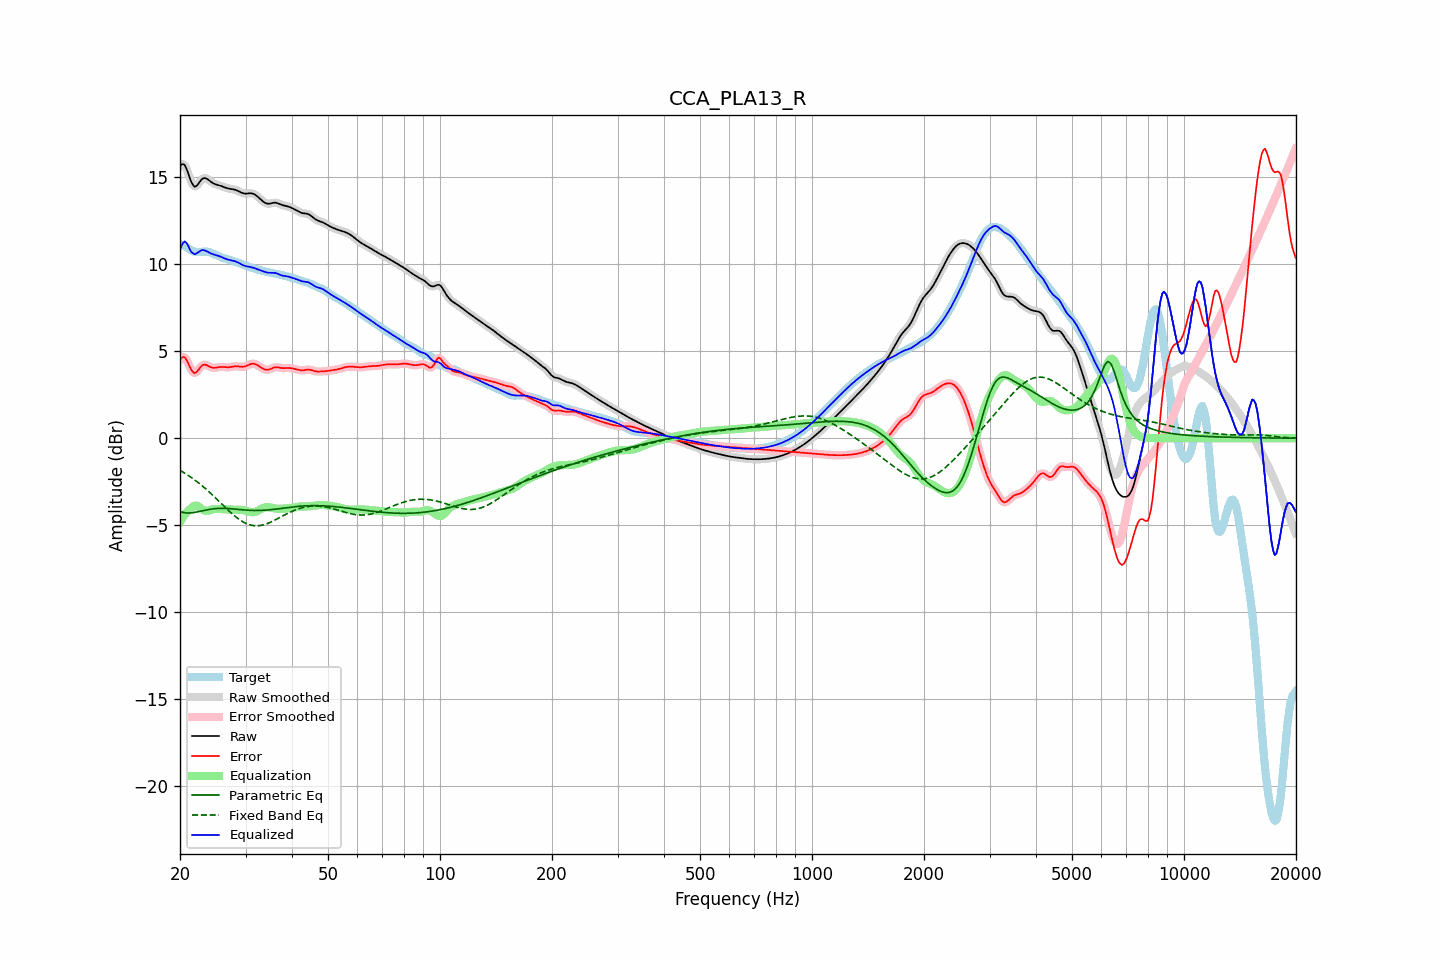 CCA_PLA13_R
Amplitude (dBr)
15
10
5
0
−5
−10
−15
−20
Target
Raw Smoothed
Error Smoothed
Raw
Error
Equalization
Parametric Eq
Fixed Band Eq
Equalized
20 50 100 200 500 1000 2000 5000 10000 20000
Frequency (Hz)